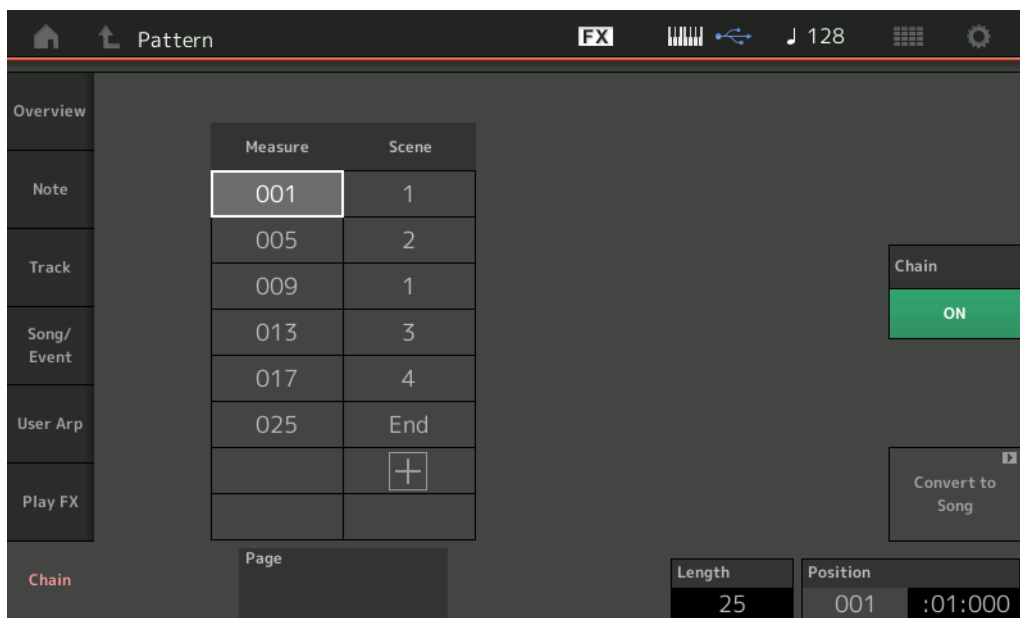 Pattern FX ♩ 128
Overview
Note
Track
Song/
Event
User Arp
Play FX
Chain
Measure Scene
001 1
005 2
009 1
013 3
017 4
025 End
Page
Chain
ON
Convert to
Song
Length
25
Position
001 :01:000